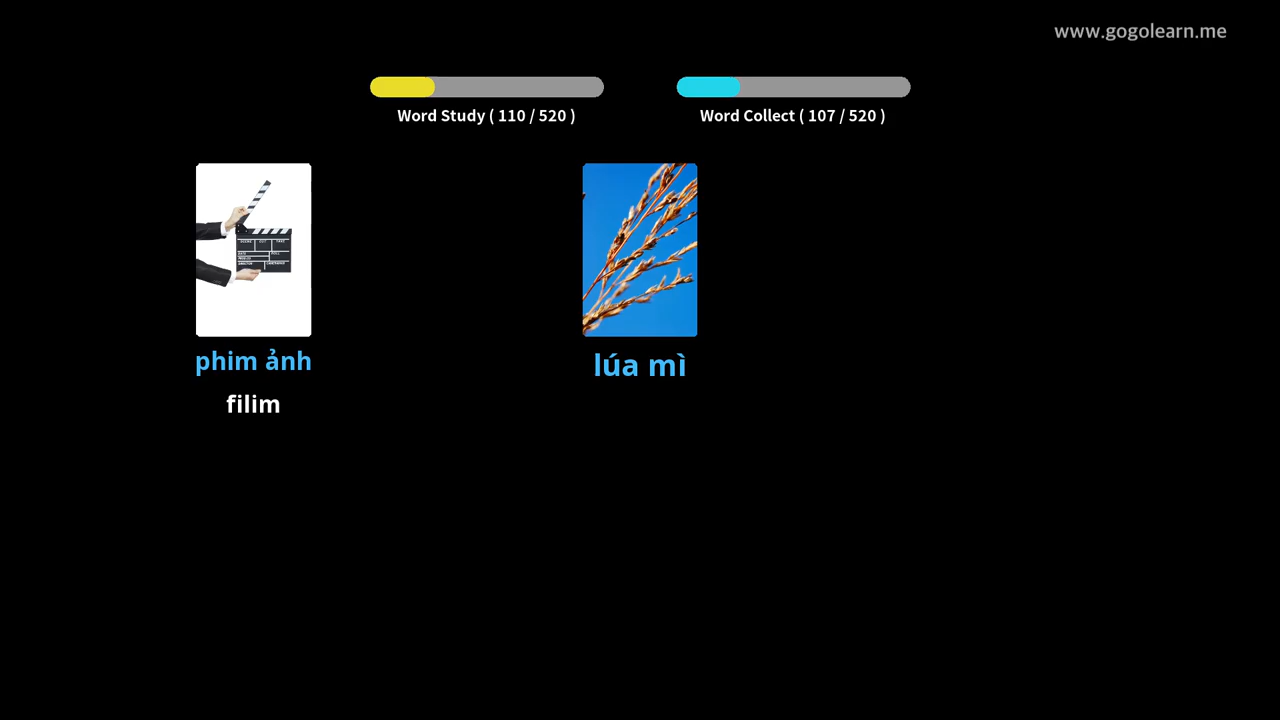 www.gogolearn.me
Word Study ( 110 / 520 )
Word Collect ( 107 / 520 )
phim ảnh
filim
lúa mì